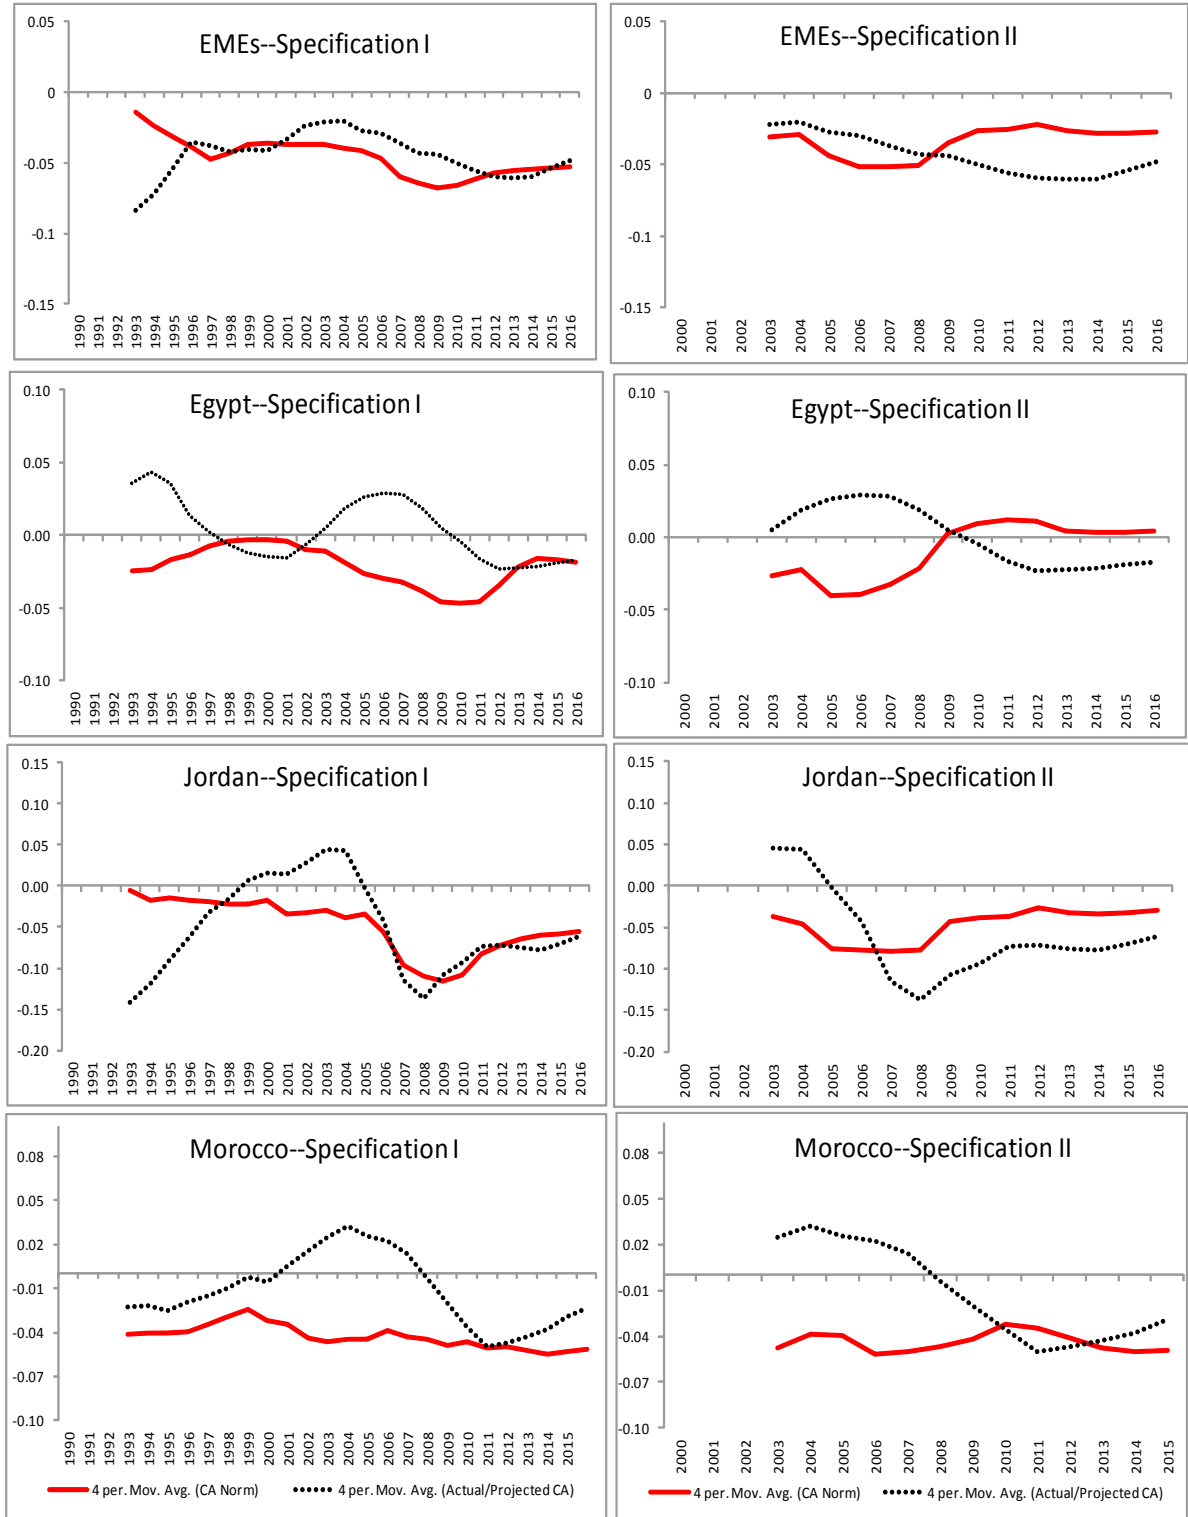 EMEs--Specification I
0.05
0
-0.05
-0.1
-0.15
1990 1991 1992 1993 1994 1995 1996 1997 1998 1999 2000 2001 2002 2003 2004 2005 2006 2007 2008 2009 2010 2011 2012 2013 2014 2015 2016
EMEs--Specification II
0.05
0
-0.05
-0.1
-0.15
2000 2001 2002 2003 2004 2005 2006 2007 2008 2009 2010 2011 2012 2013 2014 2015 2016
Egypt--Specification I
0.10
0.05
0.00
-0.05
-0.10
1990 1991 1992 1993 1994 1995 1996 1997 1998 1999 2000 2001 2002 2003 2004 2005 2006 2007 2008 2009 2010 2011 2012 2013 2014 2015 2016
Egypt--Specification II
0.10
0.05
0.00
-0.05
-0.10
2000 2001 2002 2003 2004 2005 2006 2007 2008 2009 2010 2011 2012 2013 2014 2015 2016
Jordan--Specification I
0.15
0.10
0.05
0.00
-0.05
-0.10
-0.15
-0.20
1990 1991 1992 1993 1994 1995 1996 1997 1998 1999 2000 2001 2002 2003 2004 2005 2006 2007 2008 2009 2010 2011 2012 2013 2014 2015 2016
Jordan--Specification II
0.15
0.10
0.05
0.00
-0.05
-0.10
-0.15
-0.20
2000 2001 2002 2003 2004 2005 2006 2007 2008 2009 2010 2011 2012 2013 2014 2015 2016
Morocco--Specification I
0.08
0.05
0.02
-0.01
-0.04
-0.07
-0.10
1990 1991 1992 1993 1994 1995 1996 1997 1998 1999 2000 2001 2002 2003 2004 2005 2006 2007 2008 2009 2010 2011 2012 2013 2014 2015
4 per. Mov. Avg. (CA Norm) 4 per. Mov. Avg. (Actual/Projected CA)
Morocco--Specification II
0.08
0.05
0.02
-0.01
-0.04
-0.07
-0.10
2000 2001 2002 2003 2004 2005 2006 2007 2008 2009 2010 2011 2012 2013 2014 2015
4 per. Mov. Avg. (CA Norm) 4 per. Mov. Avg. (Actual/Projected CA)